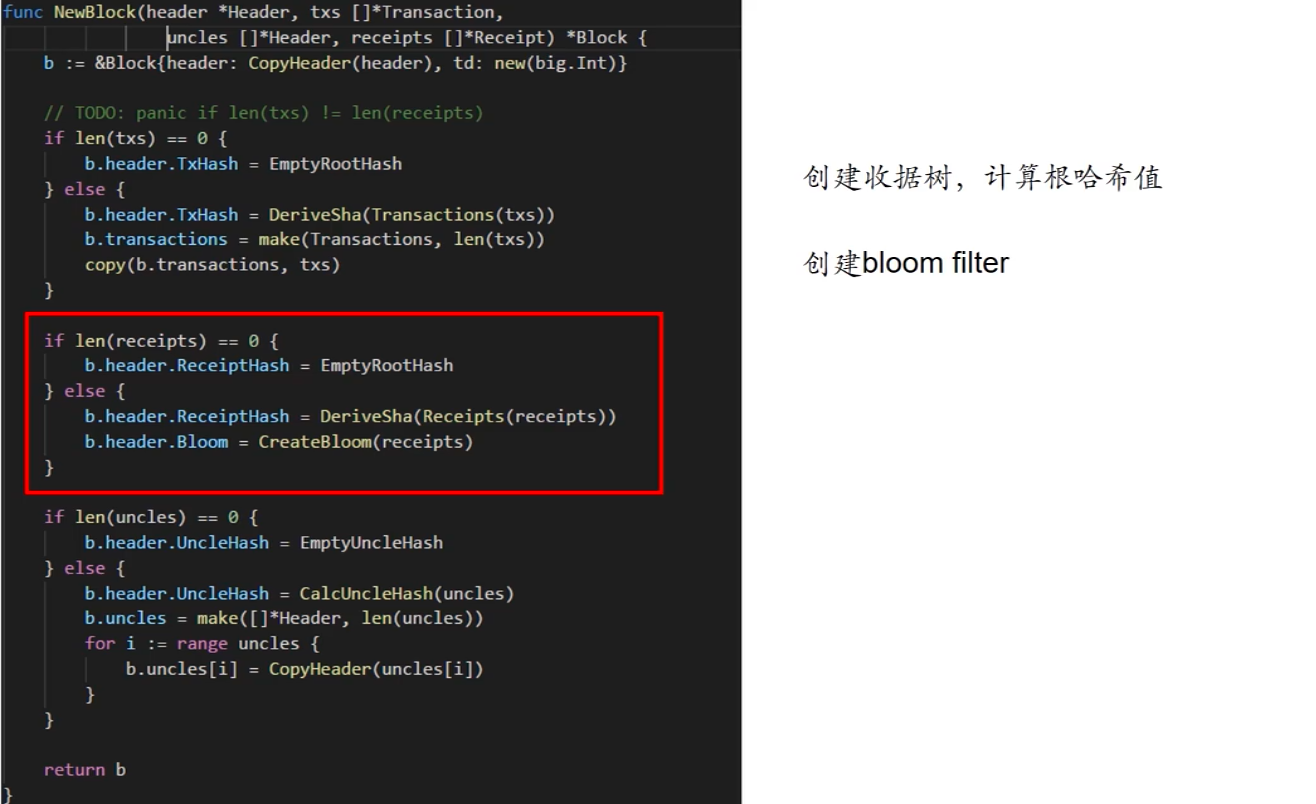 func NewBlock(header *Header, txs []*Transaction,
uncles []*Header, receipts []*Receipt) *Block {
b := &Block{header: CopyHeader(header), td: new(big.Int)}
// TODO: panic if len(txs) != len(receipts)
if len(txs) == 0 {
b.header.TxHash = EmptyRootHash
} else {
b.header.TxHash = DeriveSha(Transactions(txs))
b.transactions = make(Transactions, len(txs))
copy(b.transactions, txs)
}
if len(receipts) == 0 {
b.header.ReceiptHash = EmptyRootHash
} else {
b.header.ReceiptHash = DeriveSha(Receipts(receipts))
b.header.Bloom = CreateBloom(receipts)
}
if len(uncles) == 0 {
b.header.UncleHash = EmptyUncleHash
} else {
b.header.UncleHash = CalcUncleHash(uncles)
b.uncles = make([]*Header, len(uncles))
for i := range uncles {
b.uncles[i] = CopyHeader(uncles[i])
}
}
return b
}
创建收据树，计算根哈希值
创建bloom filter